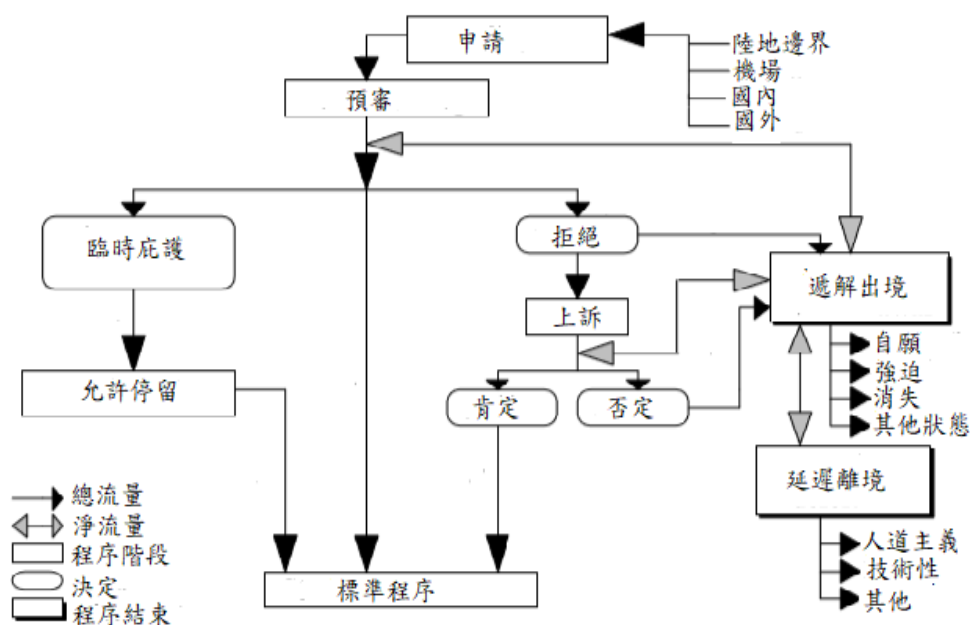 申請
陸地邊界
機場
國內
國外
預審
臨時庇護
拒絕
遞解出境
上訴
自願
強迫
消失
其他狀態
允許停留
肯定
否定
延遲離境
總流量
淨流量
程序階段
決定
程序結束
標準程序
人道主義
技術性
其他